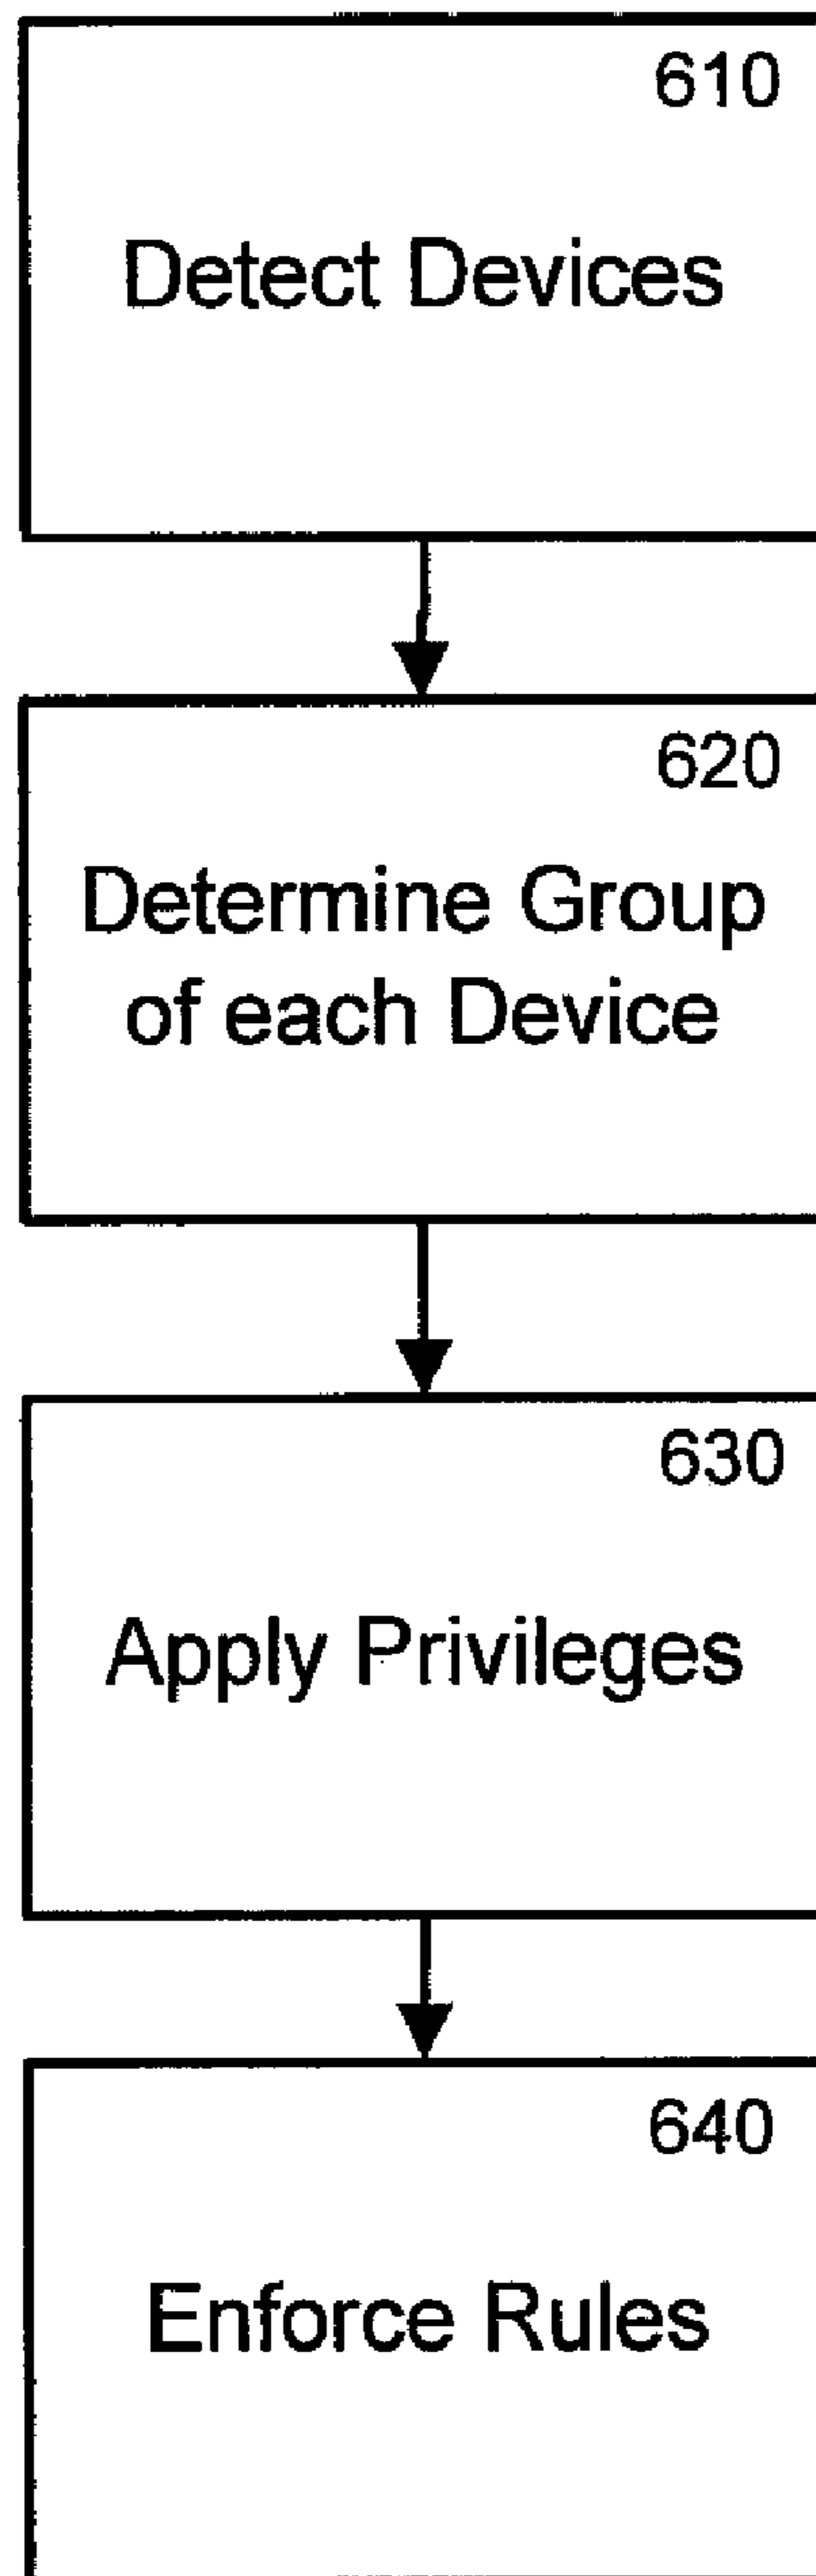 610
Detect Devices
620
Determine Group
of each Device
630
Apply Privileges
640
Enforce Rules